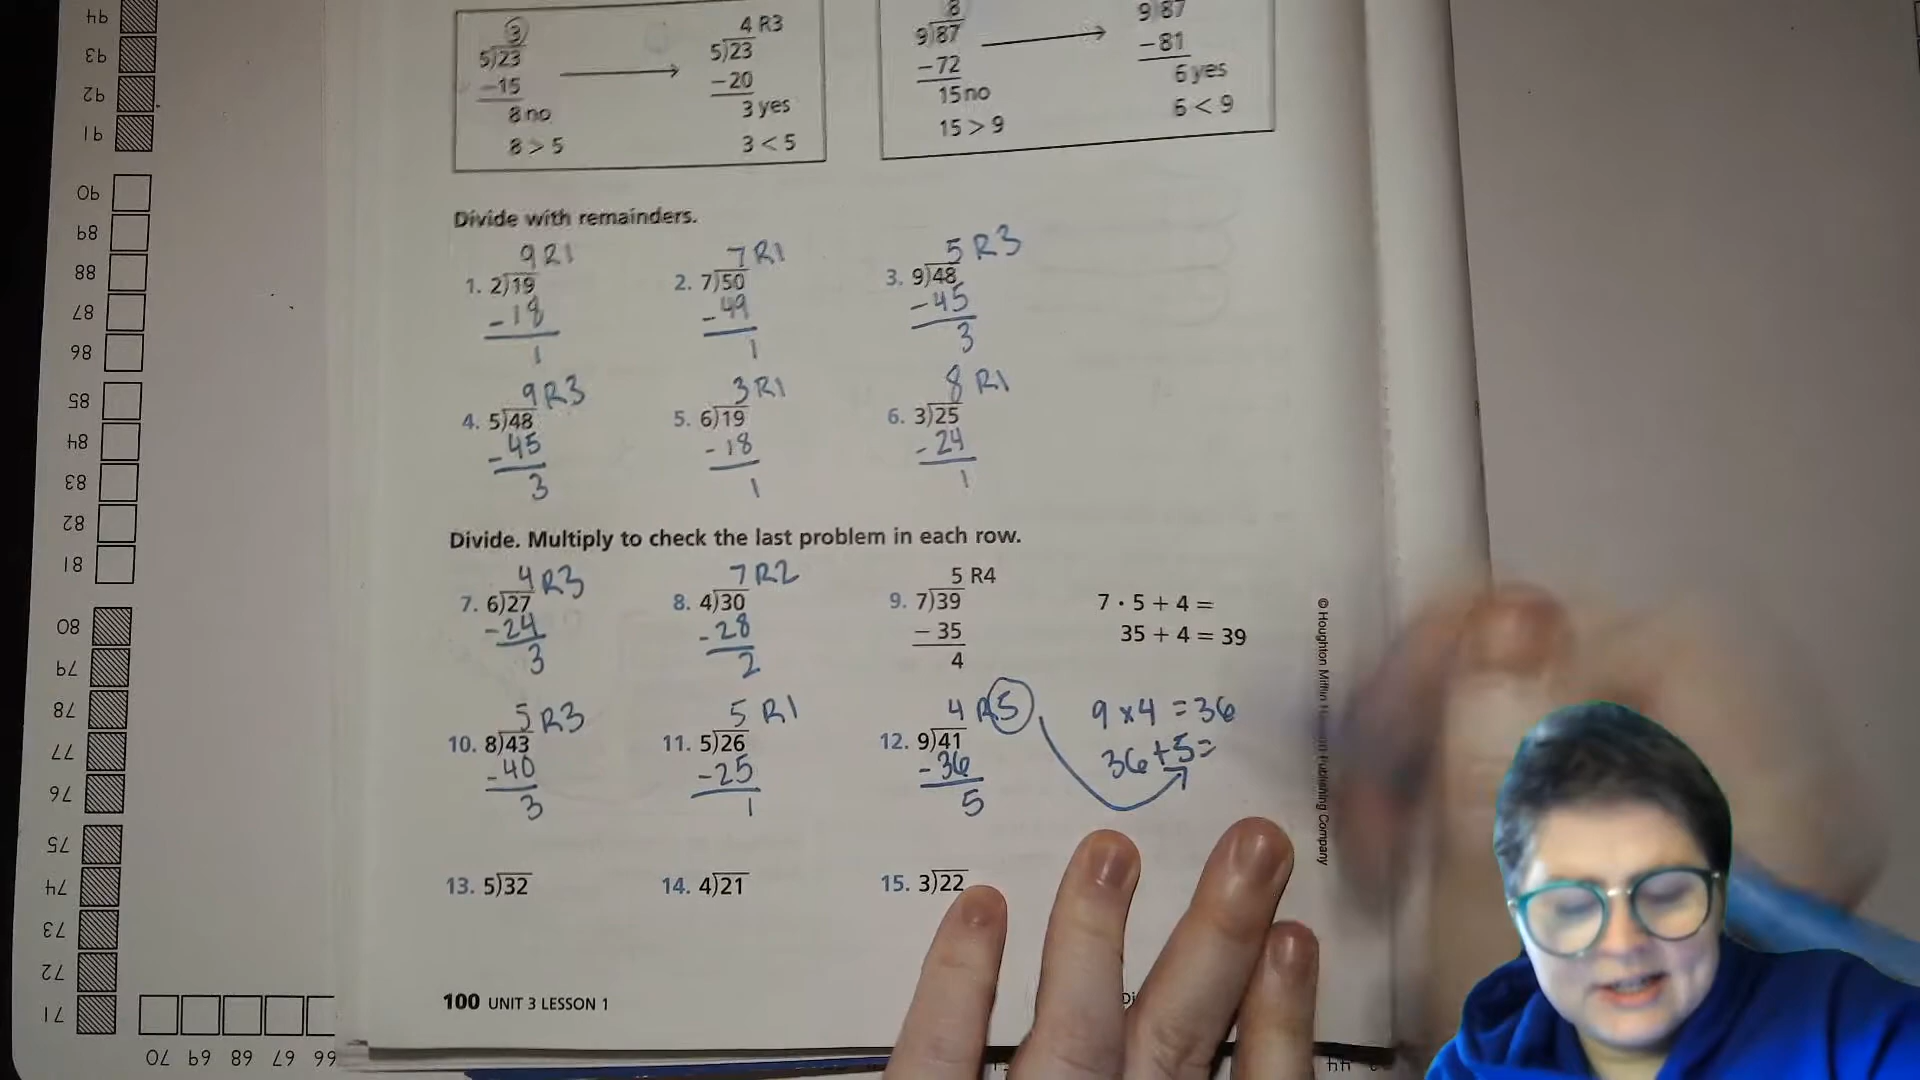 3
5)23
-15
8 no
8 > 5
4 R3
5)23
-20
3 yes
3 < 5
8
9)87
-72
15 no
15 > 9
9)87
-81
6 yes
6 < 9
Divide with remainders.
9 R1
1. 2)19
-18
1
7 R1
2. 7)50
-49
1
5 R3
3. 9)48
-45
3
9 R3
4. 5)48
-45
3
3 R1
5. 6)19
-18
1
8 R1
6. 3)25
-24
1
Divide. Multiply to check the last problem in each row.
4 R3
7. 6)27
-24
3
7 R2
8. 4)30
-28
2
5 R4
9. 7)39
- 35
4
7 · 5 + 4 =
35 + 4 = 39
5 R3
10. 8)43
-40
3
5 R1
11. 5)26
-25
1
4 R5
12. 9)41
-36
5
9 x 4 = 36
36 + 5 =
13. 5)32
14. 4)21
15. 3)22
100 UNIT 3 LESSON 1
© Houghton Mifflin Publishing Company
94
93
92
91
90
89
88
87
86
85
84
83
82
81
80
79
78
77
76
75
74
73
72
71
70 69 68 67 66
44